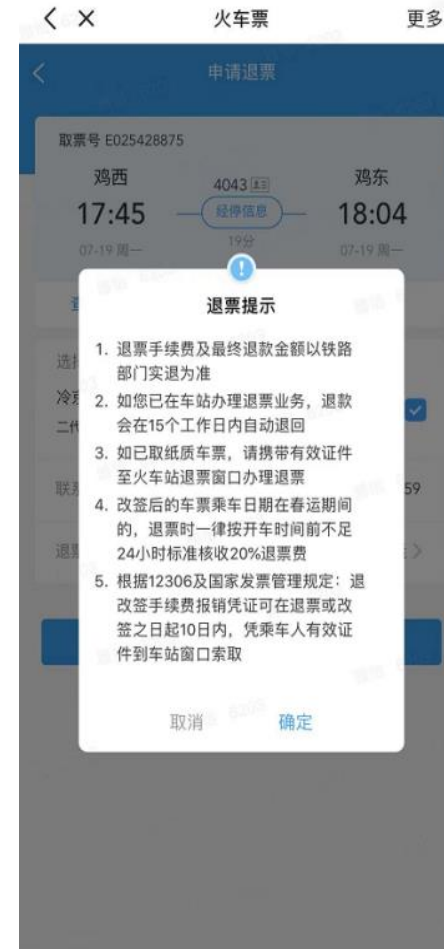 火车票
更多
申请退票
取票号 E025428875
鸡西
4043
鸡东
17:45
经停信息
18:04
07-19 周一
19分
07-19 周一
退票提示
1. 退票手续费及最终退款金额以铁路
部门实退为准
2. 如您已在车站办理退票业务，退款
会在15个工作日内自动退回
3. 如已取纸质车票，请携带有效证件
至火车站退票窗口办理退票
4. 改签后的车票乘车日期在春运期间
的，退票时一律按开车时间前不足
24小时标准核收20%退票费
5. 根据12306及国家发票管理规定：退
改签手续费报销凭证可在退票或改
签之日起10日内，凭乘车人有效证
件到车站窗口索取
取消
确定
选
冷
二代
联
59
退